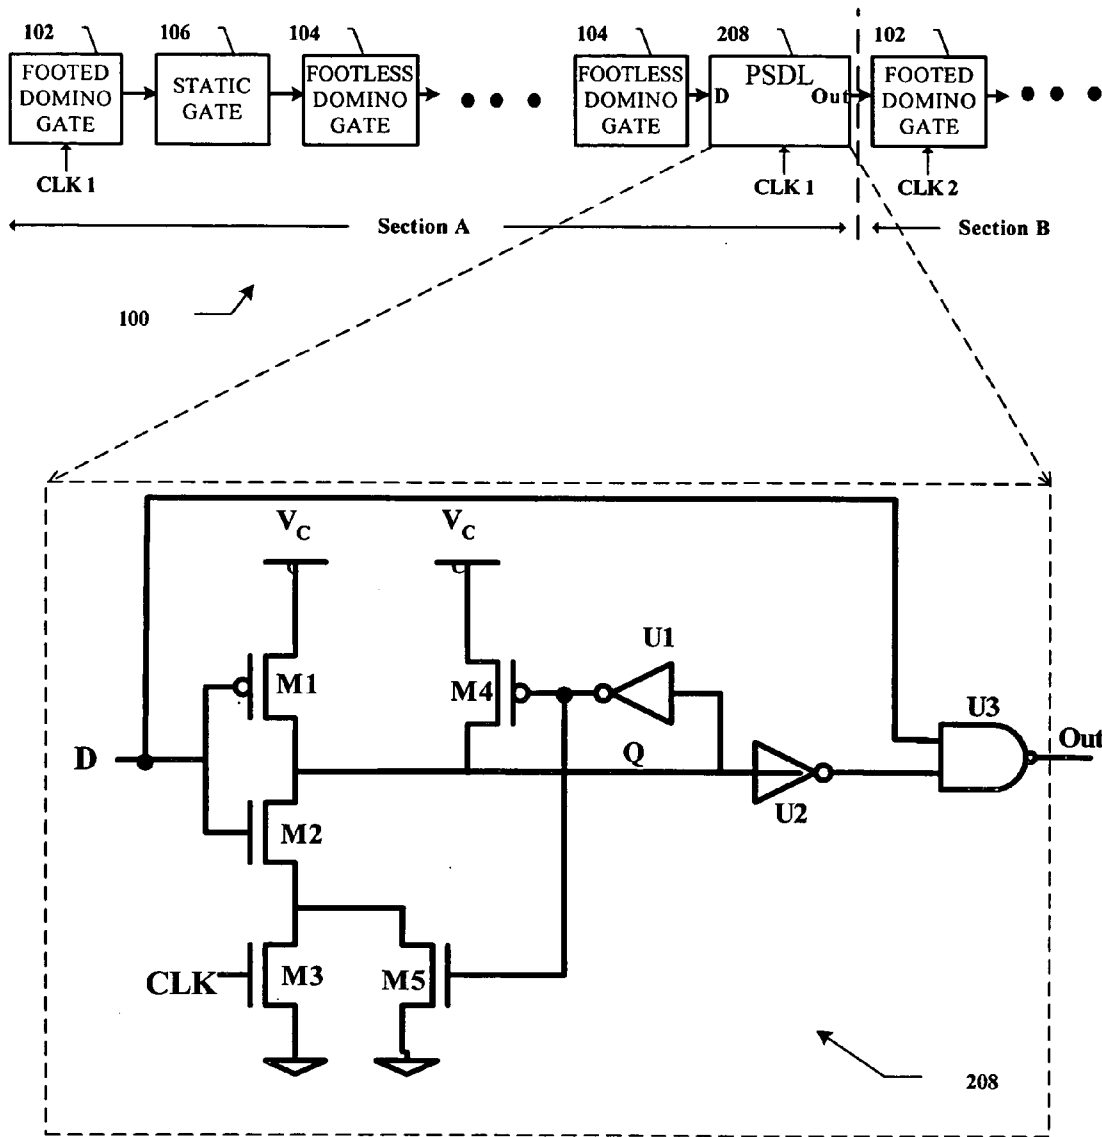 102
106
104
104
208
102
FOOTED
DOMINO
GATE
STATIC
GATE
FOOTLESS
DOMINO
GATE
FOOTLESS
DOMINO
GATE
PSDL
D
Out
FOOTED
DOMINO
GATE
CLK 1
CLK 1
CLK 2
Section A
Section B
100
VC
VC
U1
M1
M4
U3
D
Q
Out
U2
M2
CLK
M3
M5
208